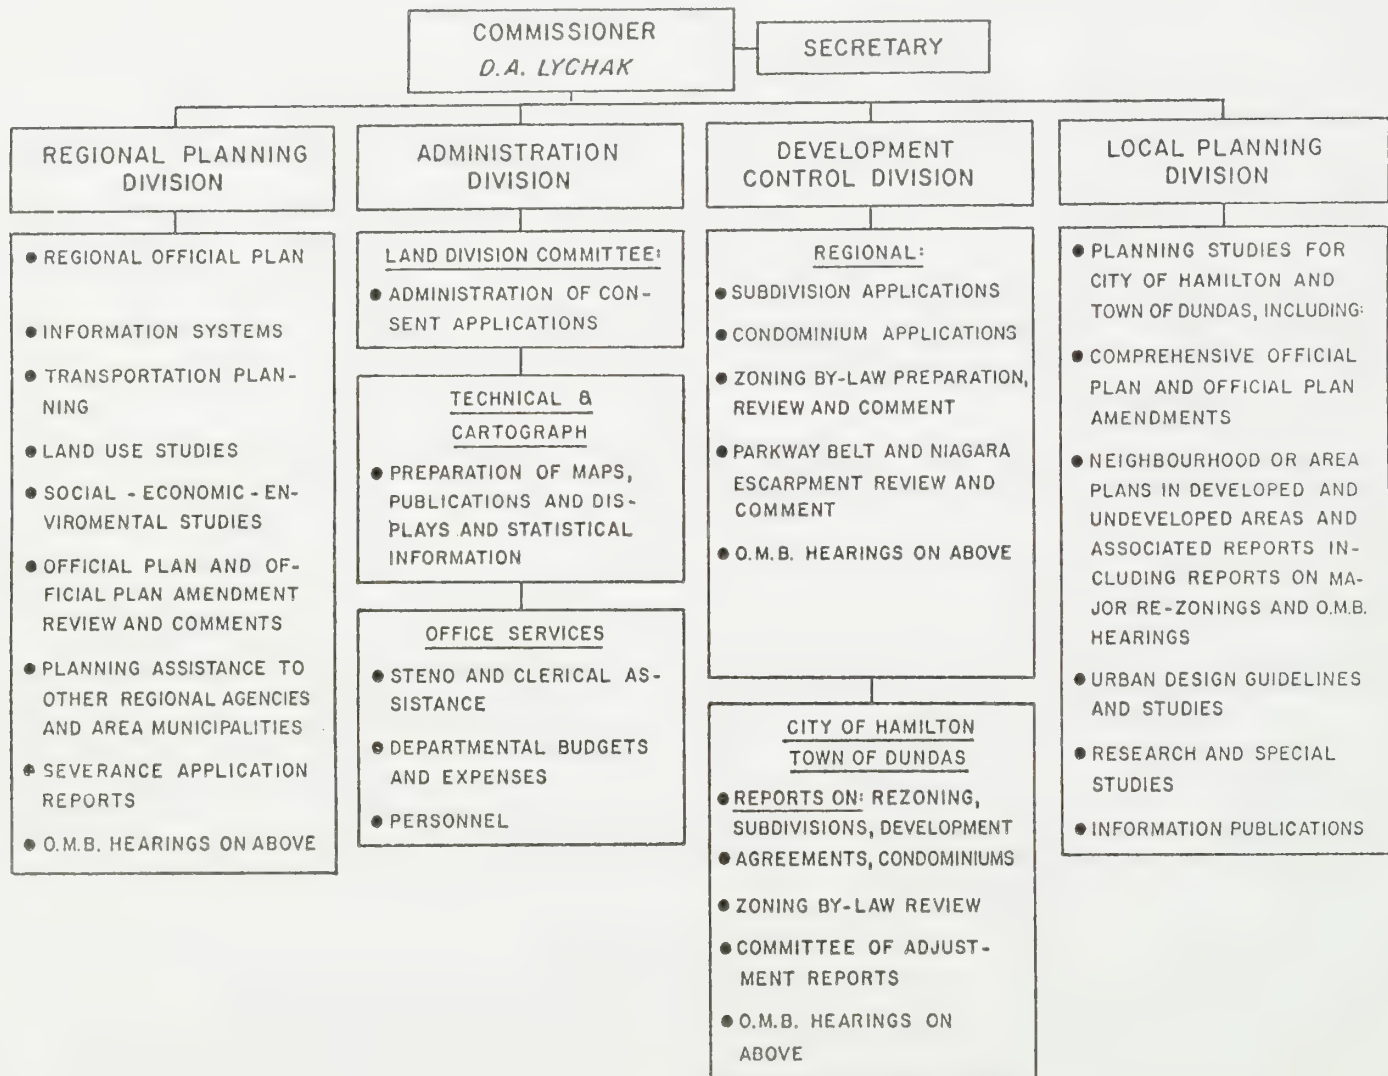 COMMISSIONER
D.A. LYCHAK
SECRETARY
REGIONAL PLANNING
DIVISION
● REGIONAL OFFICIAL PLAN
● INFORMATION SYSTEMS
● TRANSPORTATION PLAN-
NING
● LAND USE STUDIES
● SOCIAL - ECONOMIC - EN-
VIROMENTAL STUDIES
● OFFICIAL PLAN AND OF-
FICIAL PLAN AMENDMENT
REVIEW AND COMMENTS
● PLANNING ASSISTANCE TO
OTHER REGIONAL AGENCIES
AND AREA MUNICIPALITIES
● SEVERANCE APPLICATION
REPORTS
● O.M.B. HEARINGS ON ABOVE
ADMINISTRATION
DIVISION
LAND DIVISION COMMITTEE:
● ADMINISTRATION OF CON-
SENT APPLICATIONS
TECHNICAL &
CARTOGRAPH
● PREPARATION OF MAPS,
PUBLICATIONS AND DIS-
PLAYS AND STATISTICAL
INFORMATION
OFFICE SERVICES
● STENO AND CLERICAL AS-
SISTANCE
● DEPARTMENTAL BUDGETS
AND EXPENSES
● PERSONNEL
DEVELOPMENT
CONTROL DIVISION
REGIONAL:
● SUBDIVISION APPLICATIONS
● CONDOMINIUM APPLICATIONS
● ZONING BY-LAW PREPARATION,
REVIEW AND COMMENT
● PARKWAY BELT AND NIAGARA
ESCARPMENT REVIEW AND
COMMENT
● O.M.B. HEARINGS ON ABOVE
CITY OF HAMILTON
TOWN OF DUNDAS
● REPORTS ON: REZONING,
SUBDIVISIONS, DEVELOPMENT
● AGREEMENTS, CONDOMINIUMS
● ZONING BY-LAW REVIEW
● COMMITTEE OF ADJUST-
MENT REPORTS
● O.M.B. HEARINGS ON
ABOVE
LOCAL PLANNING
DIVISION
● PLANNING STUDIES FOR
CITY OF HAMILTON AND
TOWN OF DUNDAS, INCLUDING:
● COMPREHENSIVE OFFICIAL
PLAN AND OFFICIAL PLAN
AMENDMENTS
● NEIGHBOURHOOD OR AREA
PLANS IN DEVELOPED AND
UNDEVELOPED AREAS AND
ASSOCIATED REPORTS IN-
CLUDING REPORTS ON MA-
JOR RE-ZONINGS AND O.M.B.
HEARINGS
● URBAN DESIGN GUIDELINES
AND STUDIES
● RESEARCH AND SPECIAL
STUDIES
● INFORMATION PUBLICATIONS